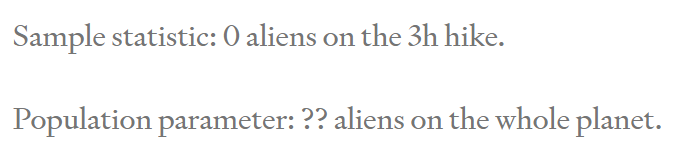 Sample statistic: 0 aliens on the 3h hike.
Population parameter: ?? aliens on the whole planet.